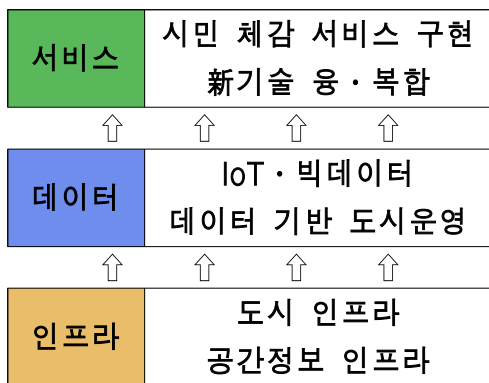 서비스
시민 체감 서비스 구현
新기술 융·복합
데이터
IoT·빅데이터
데이터 기반 도시운영
인프라
도시 인프라
공간정보 인프라